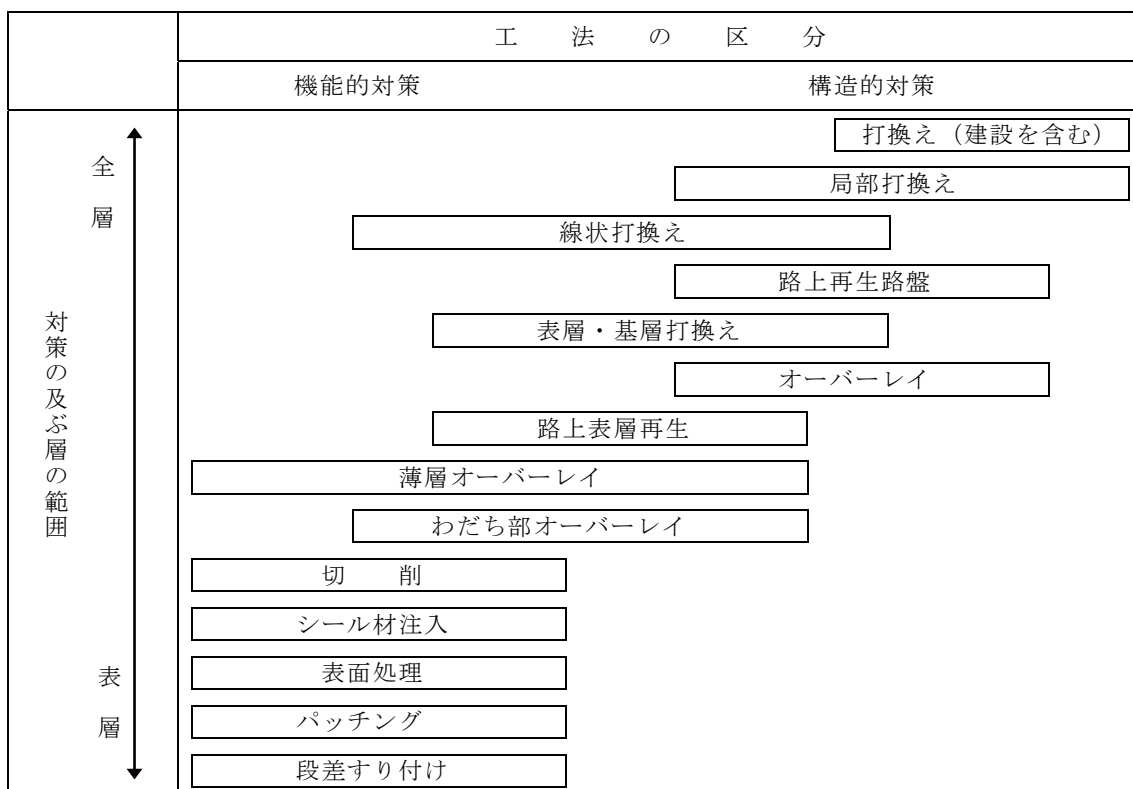 工法の区分
機能的対策 構造的対策
全層
対策の及ぶ層の範囲
表層
打換え（建設を含む）
局部打換え
線状打換え
路上再生路盤
表層・基層打換え
オーバーレイ
路上表層再生
薄層オーバーレイ
わだち部オーバーレイ
切削
シール材注入
表面処理
パッチング
段差すり付け